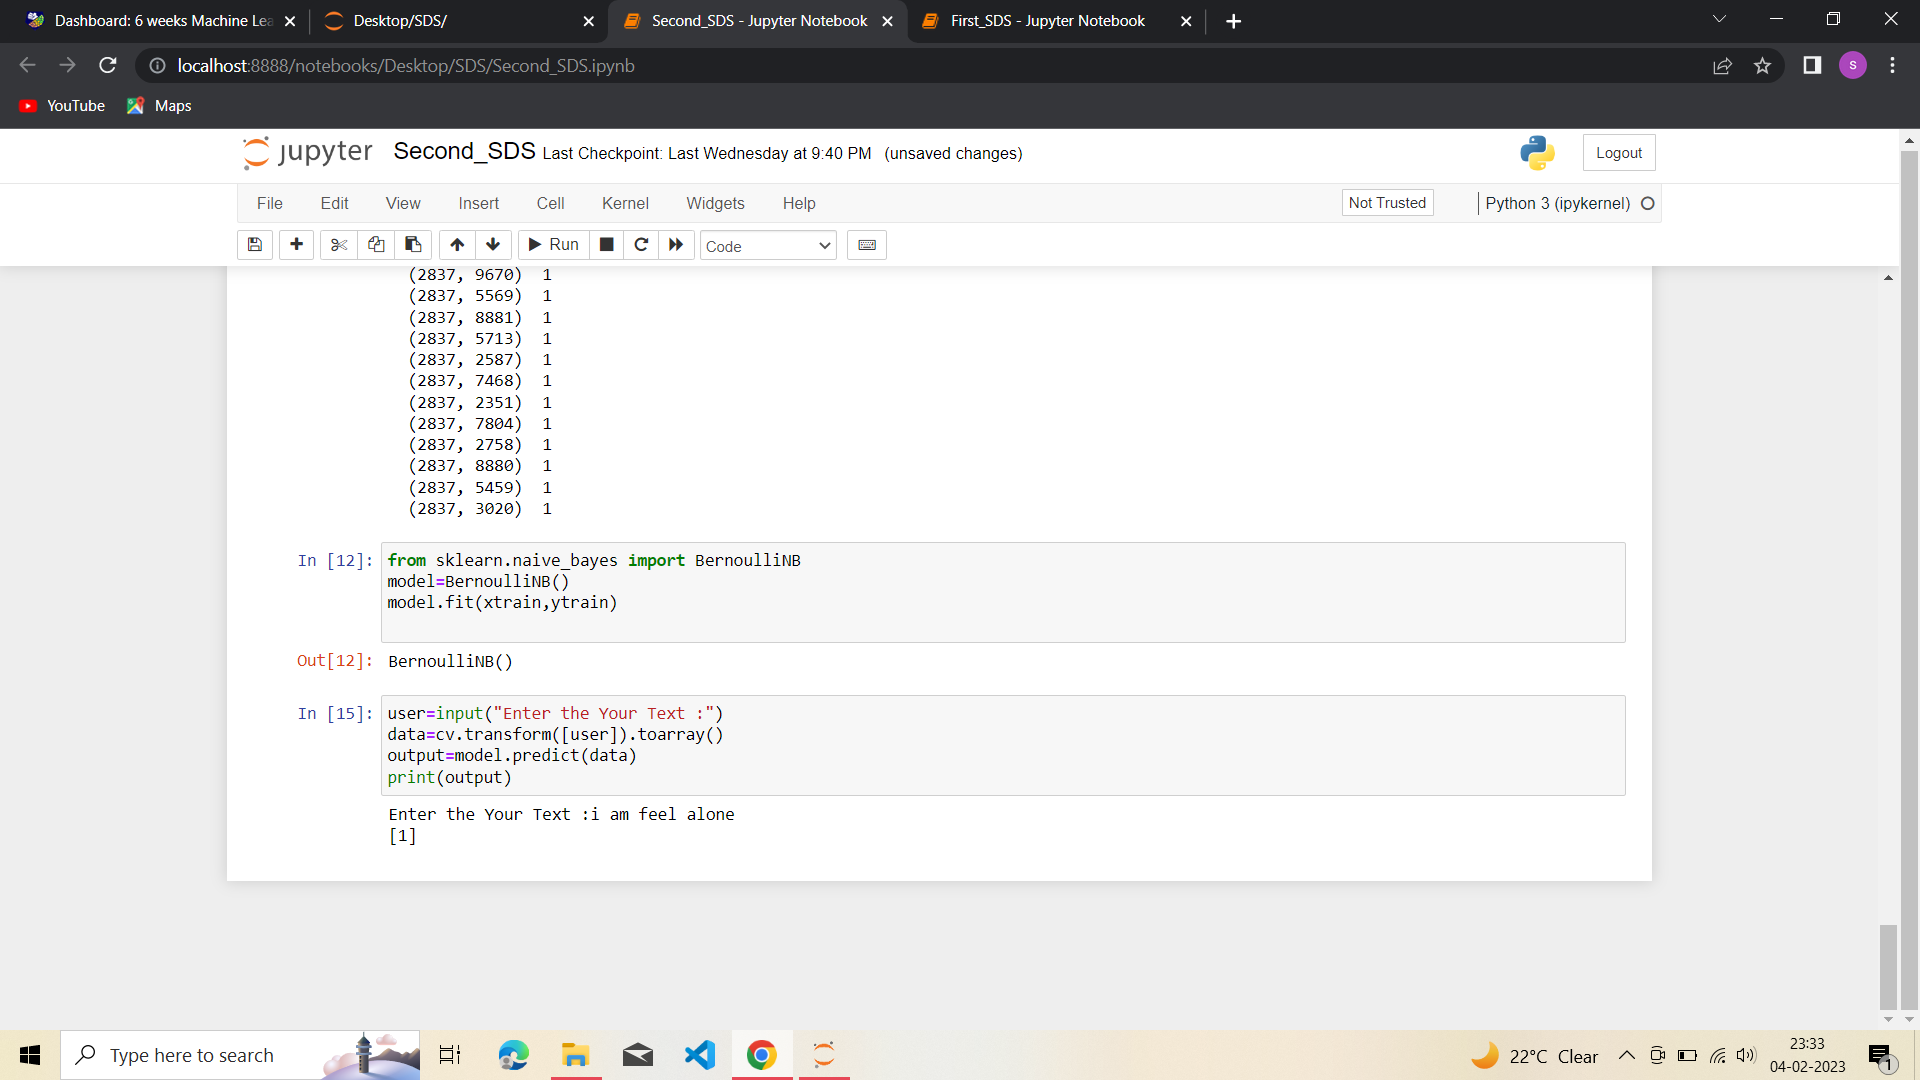 Dashboard: 6 weeks Machine Lea
Desktop/SDS/
Second_SDS - Jupyter Notebook
First_SDS - Jupyter Notebook
localhost:8888/notebooks/Desktop/SDS/Second_SDS.ipynb
S
YouTube
Maps
jupyter
Second_SDS Last Checkpoint: Last Wednesday at 9:40 PM (unsaved changes)
Logout
File Edit View Insert Cell Kernel Widgets Help
Not Trusted
Python 3 (ipykernel)
Run
Code
(2837, 9670) 1
(2837, 5569) 1
(2837, 8881) 1
(2837, 5713) 1
(2837, 2587) 1
(2837, 7468) 1
(2837, 2351) 1
(2837, 7804) 1
(2837, 2758) 1
(2837, 8880) 1
(2837, 5459) 1
(2837, 3020) 1
In [12]: from sklearn.naive_bayes import BernoulliNB
model=BernoulliNB()
model.fit(xtrain,ytrain)
Out[12]: BernoulliNB()
In [15]: user=input("Enter the Your Text :")
data=cv.transform([user]).toarray()
output=model.predict(data)
print(output)
Enter the Your Text :i am feel alone
[1]
Type here to search
22°C Clear
23:33
04-02-2023
1